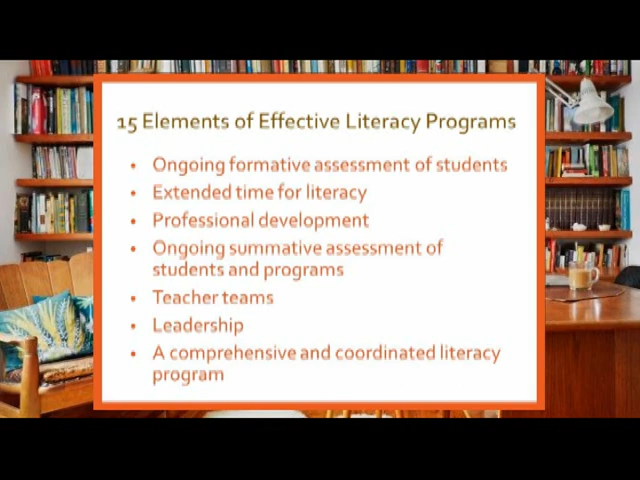 15 Elements of Effective Literacy Programs
• Ongoing formative assessment of students
• Extended time for literacy
• Professional development
• Ongoing summative assessment of
students and programs
• Teacher teams
• Leadership
• A comprehensive and coordinated literacy
program